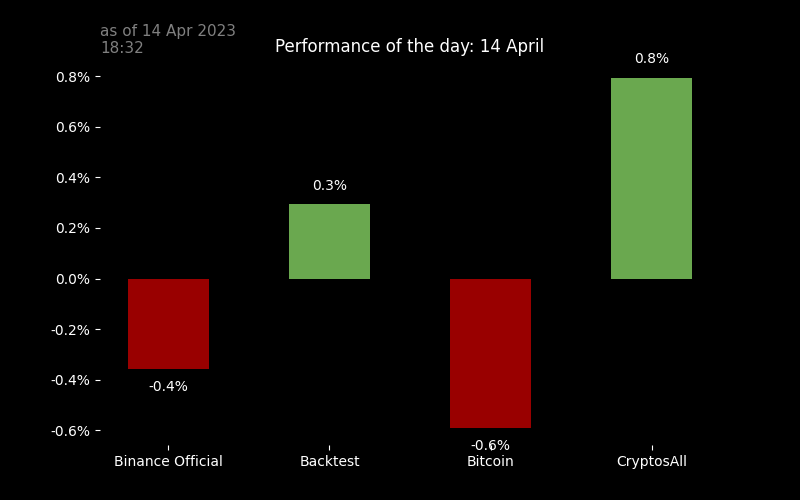 as of 14 Apr 2023
18:32
Performance of the day: 14 April
0.8%
0.8%
0.6%
0.4%
0.3%
0.2%
0.0%
-0.2%
-0.4%
-0.4%
-0.6%
-0.6%
Binance Official
Backtest
Bitcoin
CryptosAll